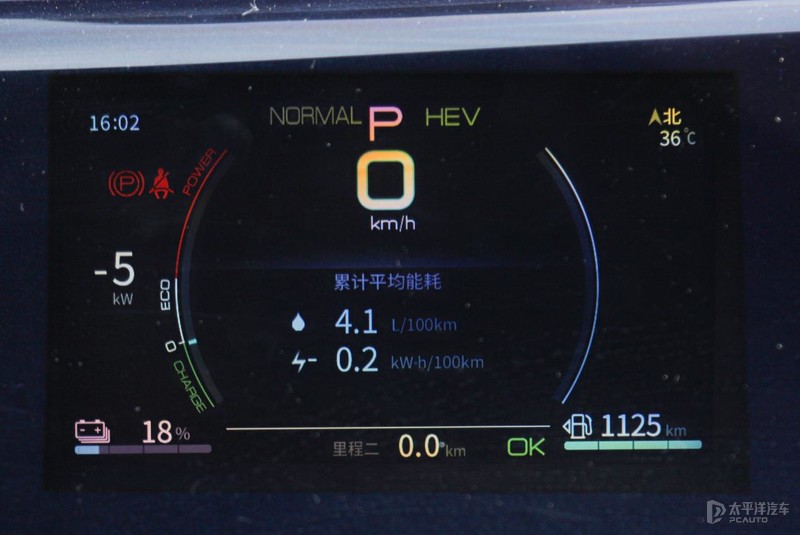 16:02
NORMAL P HEV
北
36℃
P
POWER
0
km/h
-5
kW
ECO
累计平均能耗
4.1 L/100km
0.2 kW·h/100km
0
CHARGE
18%
里程二 0.0 km
OK
1125 km
太平洋汽车
PCAUTO